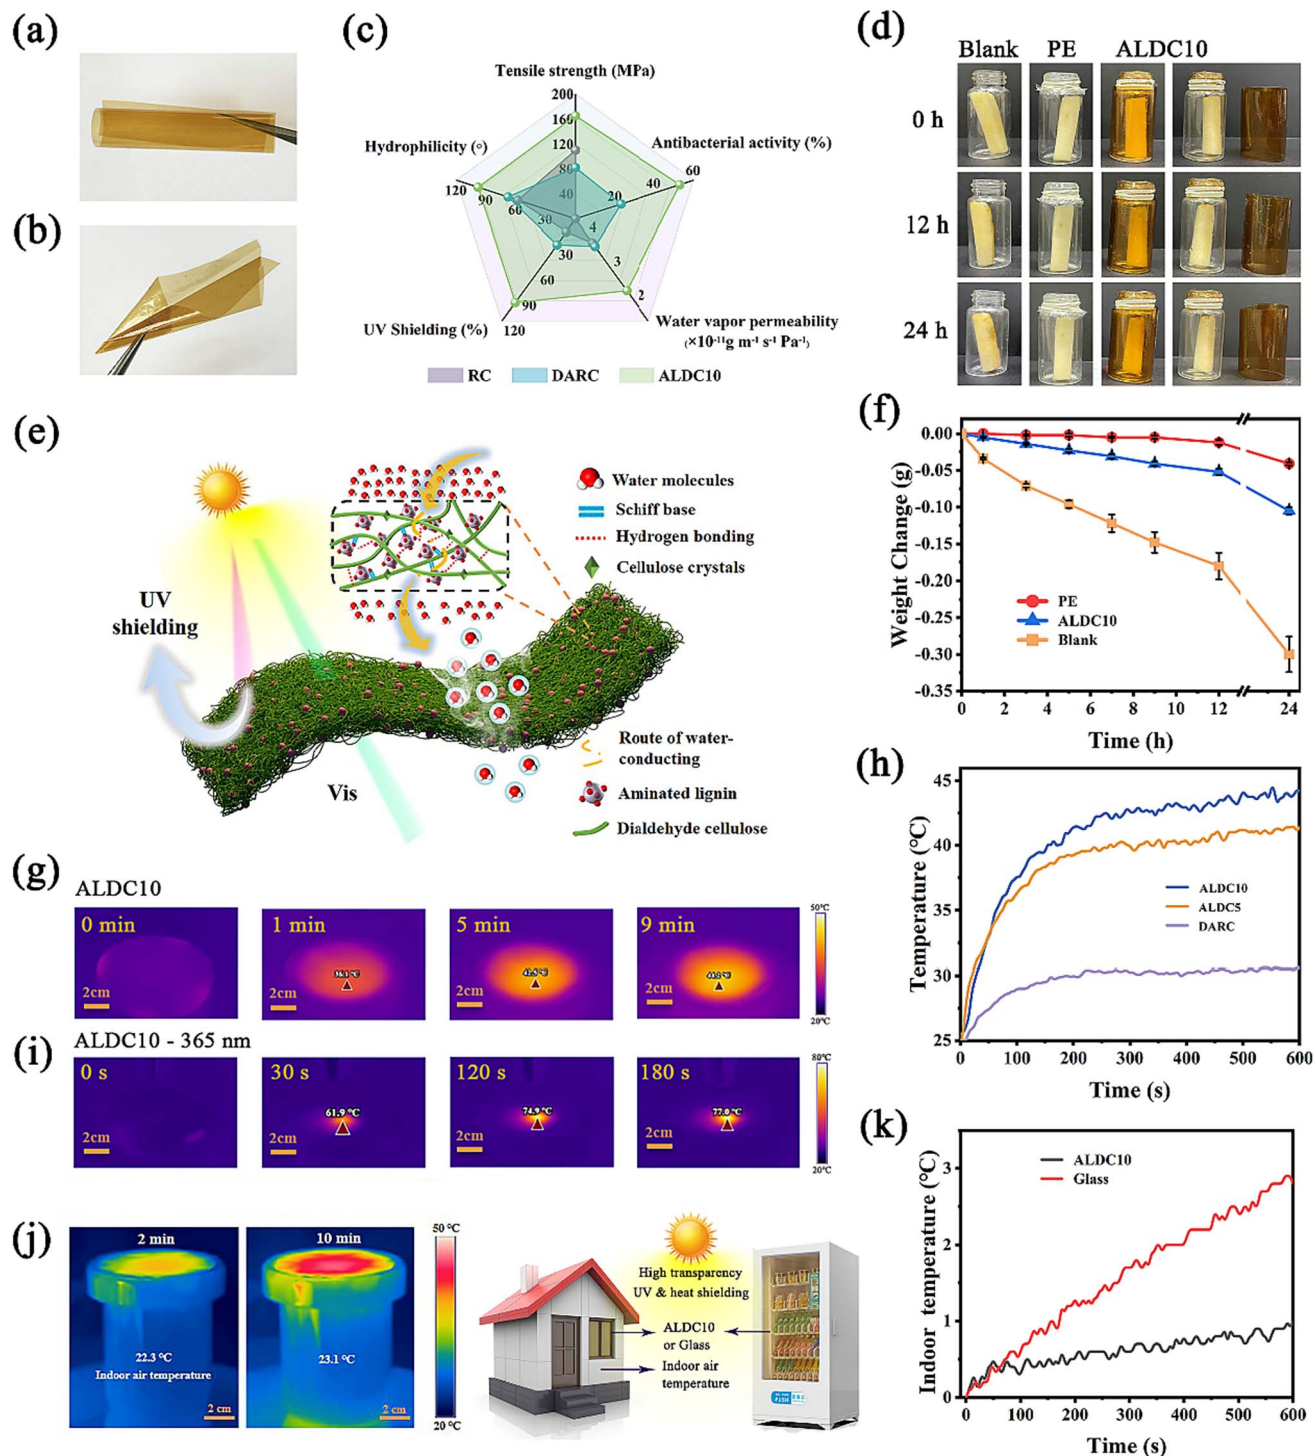 (a)
(b)
(c)
Tensile strength (MPa)
200
160
120
80
40
Antibacterial activity (%)
60
40
20
Hydrophilicity (°)
120
90
60
30
UV Shielding (%)
30
60
90
120
Water vapor permeability
(×10⁻¹¹g m⁻¹ s⁻¹ Pa⁻¹)
4
3
2
RC
DARC
ALDC10
(d)
Blank PE ALDC10
0 h
12 h
24 h
(e)
UV
shielding
Vis
Water molecules
Schiff base
Hydrogen bonding
Cellulose crystals
Route of water-
conducting
Aminated lignin
Dialdehyde cellulose
(f)
Weight Change (g)
0.00
-0.05
-0.10
-0.15
-0.20
-0.25
-0.30
-0.35
PE
ALDC10
Blank
0 2 4 6 8 10 12 24
Time (h)
(g)
ALDC10
0 min
1 min
5 min
9 min
2cm
2cm
2cm
2cm
36.1 °C
44.2 °C
50°C
20°C
(h)
Temperature (°C)
45
40
35
30
25
ALDC10
ALDC5
DARC
0 100 200 300 400 500 600
Time (s)
(i)
ALDC10 - 365 nm
0 s
30 s
120 s
180 s
61.9 °C
74.9 °C
77.0 °C
2cm
2cm
2cm
2cm
80°C
20°C
(j)
2 min
22.3 °C
Indoor air temperature
2 cm
10 min
23.1 °C
2 cm
50 °C
20 °C
High transparency
UV & heat shielding
ALDC10
or Glass
Indoor air
temperature
PUSH
(k)
Indoor temperature (°C)
3
2
1
0
ALDC10
Glass
0 100 200 300 400 500 600
Time (s)